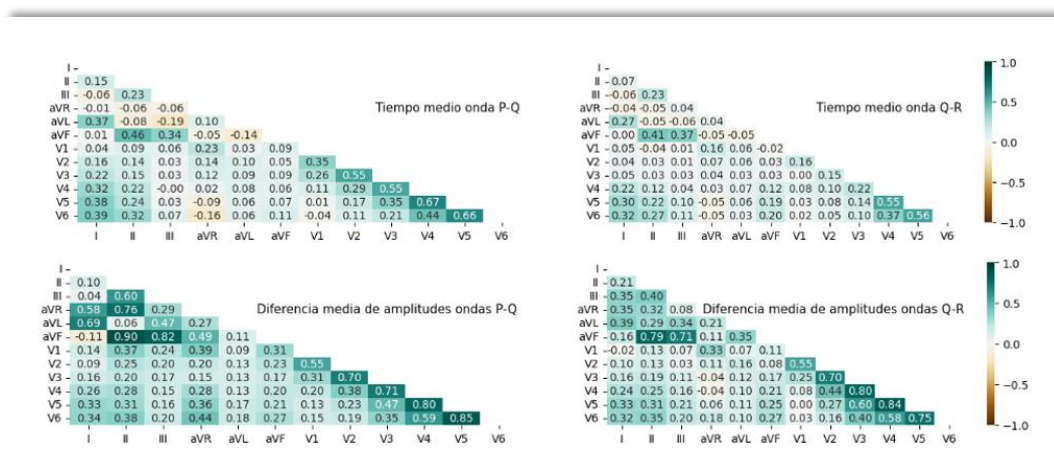 I
II 0.15
III -0.06 0.23
aVR -0.01 -0.06 -0.06
Tiempo medio onda P-Q
aVL 0.37 -0.08 -0.19 0.10
aVF 0.01 0.46 0.34 -0.05 -0.14
V1 0.04 0.09 0.06 0.23 0.03 0.09
V2 0.16 0.14 0.03 0.14 0.10 0.05 0.35
V3 0.22 0.15 0.03 0.12 0.09 0.09 0.26 0.55
V4 0.32 0.22 -0.00 0.02 0.08 0.06 0.11 0.29 0.55
V5 0.38 0.24 0.03 -0.09 0.06 0.07 0.01 0.17 0.35 0.67
V6 0.39 0.32 0.07 -0.16 0.06 0.11 -0.04 0.11 0.21 0.44 0.66
I II III aVR aVL aVF V1 V2 V3 V4 V5 V6
I
II 0.07
III -0.06 0.23
aVR -0.04 -0.05 0.04
Tiempo medio onda Q-R
aVL 0.27 -0.05 -0.06 0.04
aVF 0.00 0.41 0.37 -0.05 -0.05
V1 0.05 -0.04 0.01 0.16 0.06 -0.02
V2 0.04 0.03 0.01 0.07 0.06 0.03 0.16
V3 0.05 0.03 0.03 0.04 0.03 0.03 0.00 0.15
V4 0.22 0.12 0.04 0.03 0.07 0.12 0.08 0.10 0.22
V5 0.30 0.22 0.10 -0.05 0.06 0.19 0.03 0.08 0.14 0.55
V6 0.32 0.27 0.11 -0.05 0.03 0.20 0.02 0.05 0.10 0.37 0.56
I II III aVR aVL aVF V1 V2 V3 V4 V5 V6
1.0
0.5
0.0
−0.5
−1.0
I
II 0.10
III 0.04 0.60
aVR 0.58 0.76 0.29
Diferencia media de amplitudes ondas P-Q
aVL 0.69 0.06 0.47 0.27
aVF -0.11 0.90 0.82 0.49 0.11
V1 0.14 0.37 0.24 0.39 0.09 0.31
V2 0.09 0.25 0.20 0.20 0.13 0.23 0.55
V3 0.16 0.20 0.17 0.15 0.13 0.17 0.31 0.70
V4 0.26 0.28 0.15 0.28 0.13 0.20 0.20 0.38 0.71
V5 0.33 0.31 0.16 0.36 0.17 0.21 0.13 0.23 0.47 0.80
V6 0.34 0.38 0.20 0.44 0.18 0.27 0.15 0.19 0.35 0.59 0.85
I II III aVR aVL aVF V1 V2 V3 V4 V5 V6
I
II 0.21
III 0.35 0.40
aVR 0.35 0.32 0.08
Diferencia media de amplitudes ondas Q-R
aVL 0.39 0.29 0.34 0.21
aVF 0.16 0.79 0.71 0.11 0.35
V1 -0.02 0.13 0.07 0.33 0.07 0.11
V2 0.10 0.13 0.03 0.11 0.16 0.08 0.55
V3 0.16 0.19 0.11 -0.04 0.12 0.17 0.25 0.70
V4 0.24 0.25 0.16 -0.04 0.10 0.21 0.08 0.44 0.80
V5 0.33 0.31 0.21 0.06 0.11 0.25 0.00 0.27 0.60 0.84
V6 0.32 0.35 0.20 0.18 0.10 0.27 0.03 0.16 0.40 0.58 0.75
I II III aVR aVL aVF V1 V2 V3 V4 V5 V6
1.0
0.5
0.0
−0.5
−1.0